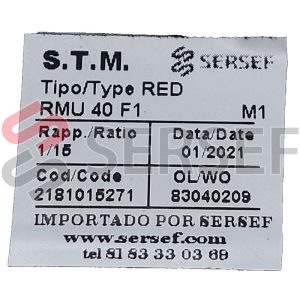 S.T.M. SERSEF
Tipo/Type RED
RMU 40 F1 M1
Rapp./Ratio Data/Date
1/15 01/2021
Cod/Code OL/WO
2181015271 83040209
IMPORTADO POR SERSEF
www.sersef.com
tel 81 83 33 03 69
SERSEF